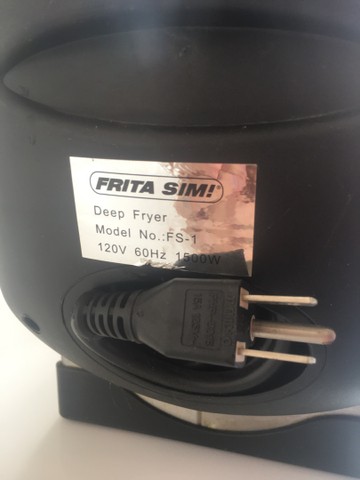 FRITA SIM!
Deep Fryer
Model No.:FS-1
120V 60Hz 1500W